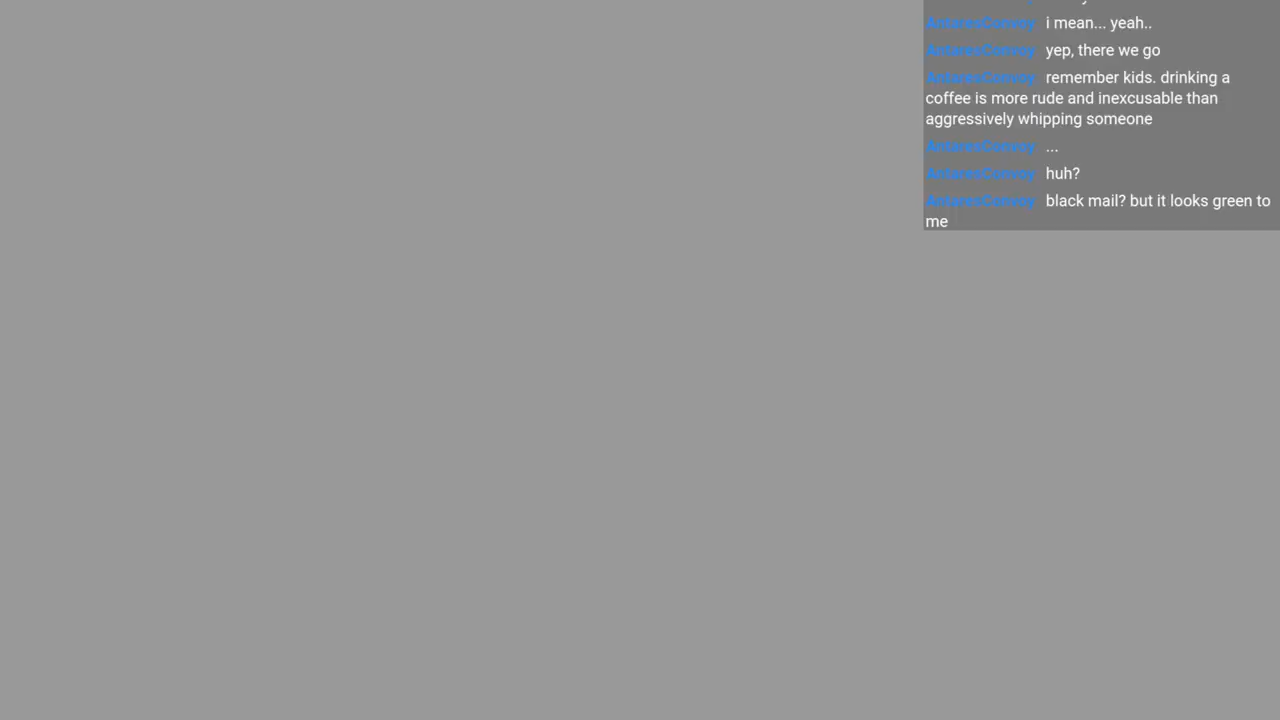 AntaresConvoy i mean... yeah..
AntaresConvoy yep, there we go
AntaresConvoy remember kids. drinking a
coffee is more rude and inexcusable than
aggressively whipping someone
AntaresConvoy ...
AntaresConvoy huh?
AntaresConvoy black mail? but it looks green to
me